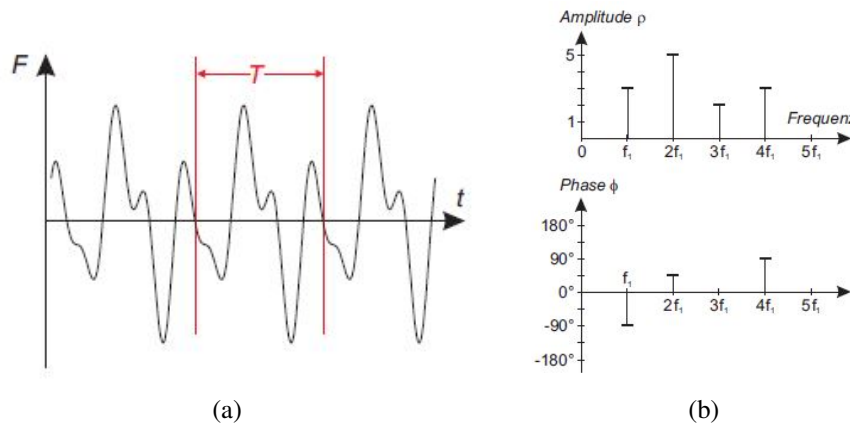 F
T
t
(a)
Amplitude ρ
5
1
Frequenz
0 f₁ 2f₁ 3f₁ 4f₁ 5f₁
Phase ϕ
180°
90°
f₁
0°
2f₁ 3f₁ 4f₁ 5f₁
-90°
-180°
(b)